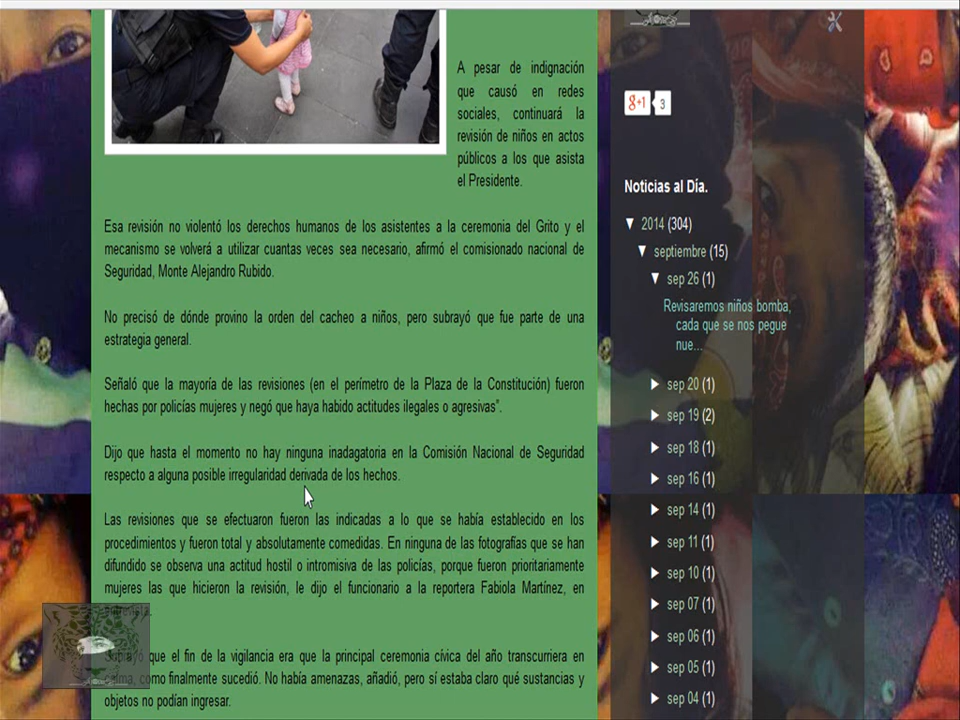 A pesar de indignación
que causó en redes
sociales, continuará la
revisión de niños en actos
públicos a los que asista
el Presidente.
Esa revisión no violentó los derechos humanos de los asistentes a la ceremonia del Grito y el
mecanismo se volverá a utilizar cuantas veces sea necesario, afirmó el comisionado nacional de
Seguridad, Monte Alejandro Rubido.
No precisó de dónde provino la orden del cacheo a niños, pero subrayó que fue parte de una
estrategia general.
Señaló que la mayoría de las revisiones (en el perímetro de la Plaza de la Constitución) fueron
hechas por policías mujeres y negó que haya habido actitudes ilegales o agresivas”.
Dijo que hasta el momento no hay ninguna inadagatoria en la Comisión Nacional de Seguridad
respecto a alguna posible irregularidad derivada de los hechos.
Las revisiones que se efectuaron fueron las indicadas a lo que se había establecido en los
procedimientos y fueron total y absolutamente comedidas. En ninguna de las fotografías que se han
difundido se observa una actitud hostil o intromisiva de las policías, porque fueron prioritariamente
mujeres las que hicieron la revisión, le dijo el funcionario a la reportera Fabiola Martínez, en
que el fin de la vigilancia era que la principal ceremonia cívica del año transcurriera en
calma, como finalmente sucedió. No había amenazas, añadió, pero sí estaba claro qué sustancias y
objetos no podían ingresar.
g+1 3
Noticias al Día.
▼ 2014 (304)
▼ septiembre (15)
▼ sep 26 (1)
Revisaremos niños bomba,
cada que se nos pegue
nue...
► sep 20 (1)
► sep 19 (2)
► sep 18 (1)
► sep 16 (1)
► sep 14 (1)
► sep 11 (1)
► sep 10 (1)
► sep 07 (1)
► sep 06 (1)
► sep 05 (1)
► sep 04 (1)